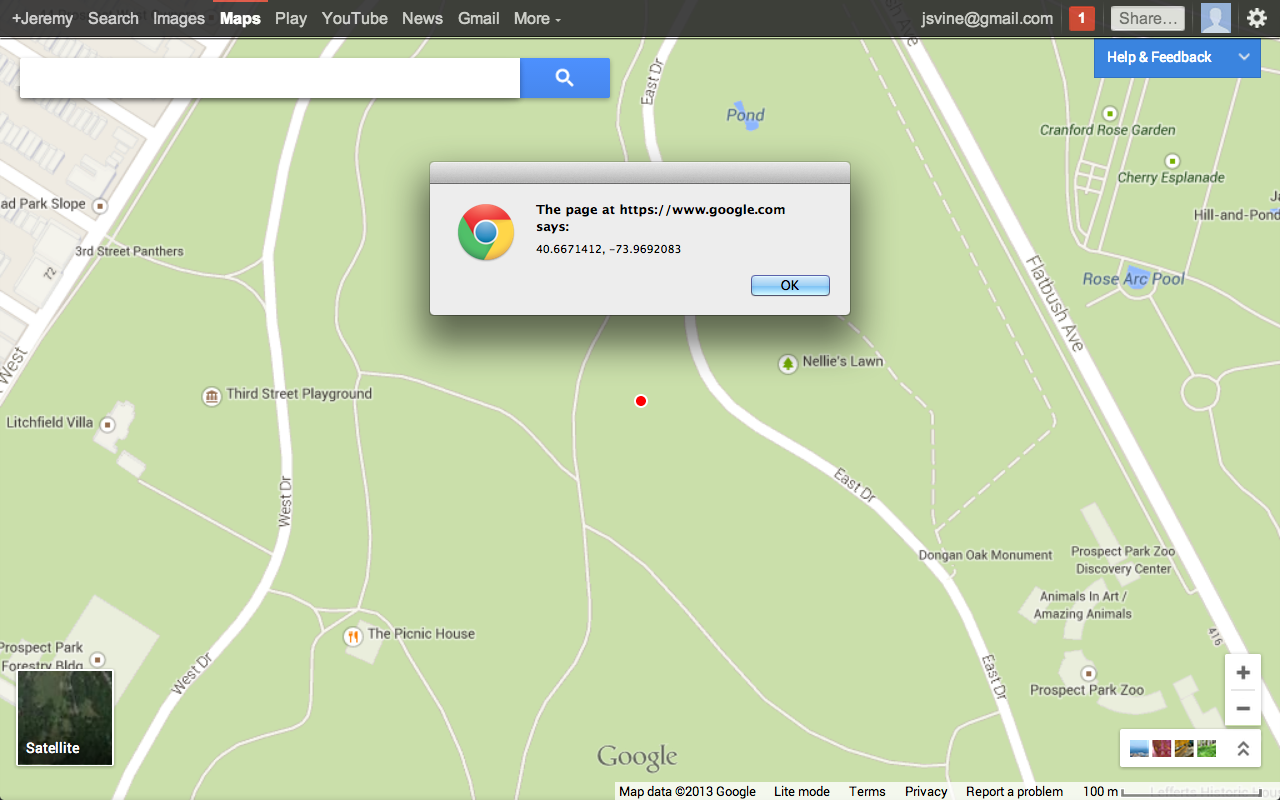 +Jeremy Search Images Maps Play YouTube News Gmail More
jsvine@gmail.com 1 Share…
Help & Feedback
East Dr
Pond
Cranford Rose Garden
Cherry Esplanade
ad Park Slope
Hill-and-Pond
3rd Street Panthers
72
The page at https://www.google.com
says:
40.6671412, -73.9692083
OK
Flatbush Ave
Rose Arc Pool
West
Nellie's Lawn
Third Street Playground
Litchfield Villa
West Dr
East Dr
Dongan Oak Monument
Prospect Park Zoo
Discovery Center
Animals In Art /
Amazing Animals
The Picnic House
416
Prospect Park
Forestry Bldg
West Dr
East Dr
Prospect Park Zoo
Satellite
Google
Map data ©2013 Google Lite mode Terms Privacy Report a problem 100 m